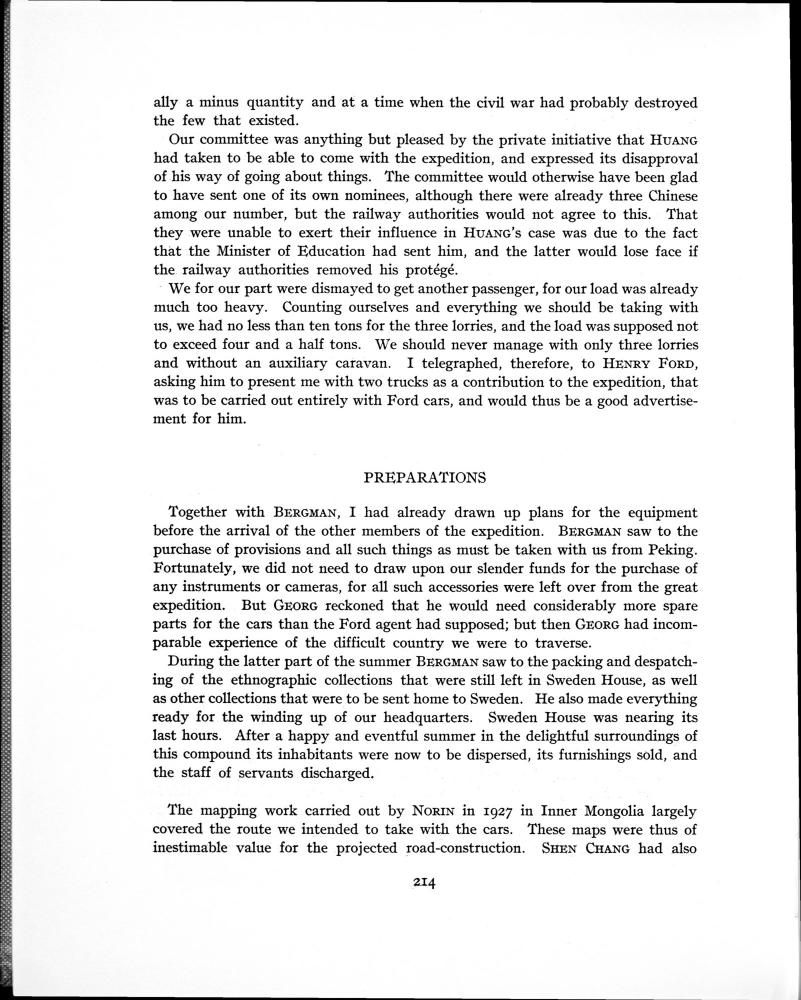 ally a minus quantity and at a time when the civil war had probably destroyed
the few that existed.
Our committee was anything but pleased by the private initiative that HUANG
had taken to be able to come with the expedition, and expressed its disapproval
of his way of going about things. The committee would otherwise have been glad
to have sent one of its own nominees, although there were already three Chinese
among our number, but the railway authorities would not agree to this. That
they were unable to exert their influence in HUANG's case was due to the fact
that the Minister of Education had sent him, and the latter would lose face if
the railway authorities removed his protégé.
We for our part were dismayed to get another passenger, for our load was already
much too heavy. Counting ourselves and everything we should be taking with
us, we had no less than ten tons for the three lorries, and the load was supposed not
to exceed four and a half tons. We should never manage with only three lorries
and without an auxiliary caravan. I telegraphed, therefore, to HENRY FORD,
asking him to present me with two trucks as a contribution to the expedition, that
was to be carried out entirely with Ford cars, and would thus be a good advertise-
ment for him.
PREPARATIONS
Together with BERGMAN, I had already drawn up plans for the equipment
before the arrival of the other members of the expedition. BERGMAN saw to the
purchase of provisions and all such things as must be taken with us from Peking.
Fortunately, we did not need to draw upon our slender funds for the purchase of
any instruments or cameras, for all such accessories were left over from the great
expedition. But GEORG reckoned that he would need considerably more spare
parts for the cars than the Ford agent had supposed; but then GEORG had incom-
parable experience of the difficult country we were to traverse.
During the latter part of the summer BERGMAN saw to the packing and despatch-
ing of the ethnographic collections that were still left in Sweden House, as well
as other collections that were to be sent home to Sweden. He also made everything
ready for the winding up of our headquarters. Sweden House was nearing its
last hours. After a happy and eventful summer in the delightful surroundings of
this compound its inhabitants were now to be dispersed, its furnishings sold, and
the staff of servants discharged.
The mapping work carried out by NORIN in 1927 in Inner Mongolia largely
covered the route we intended to take with the cars. These maps were thus of
inestimable value for the projected road-construction. SHEN CHANG had also
214